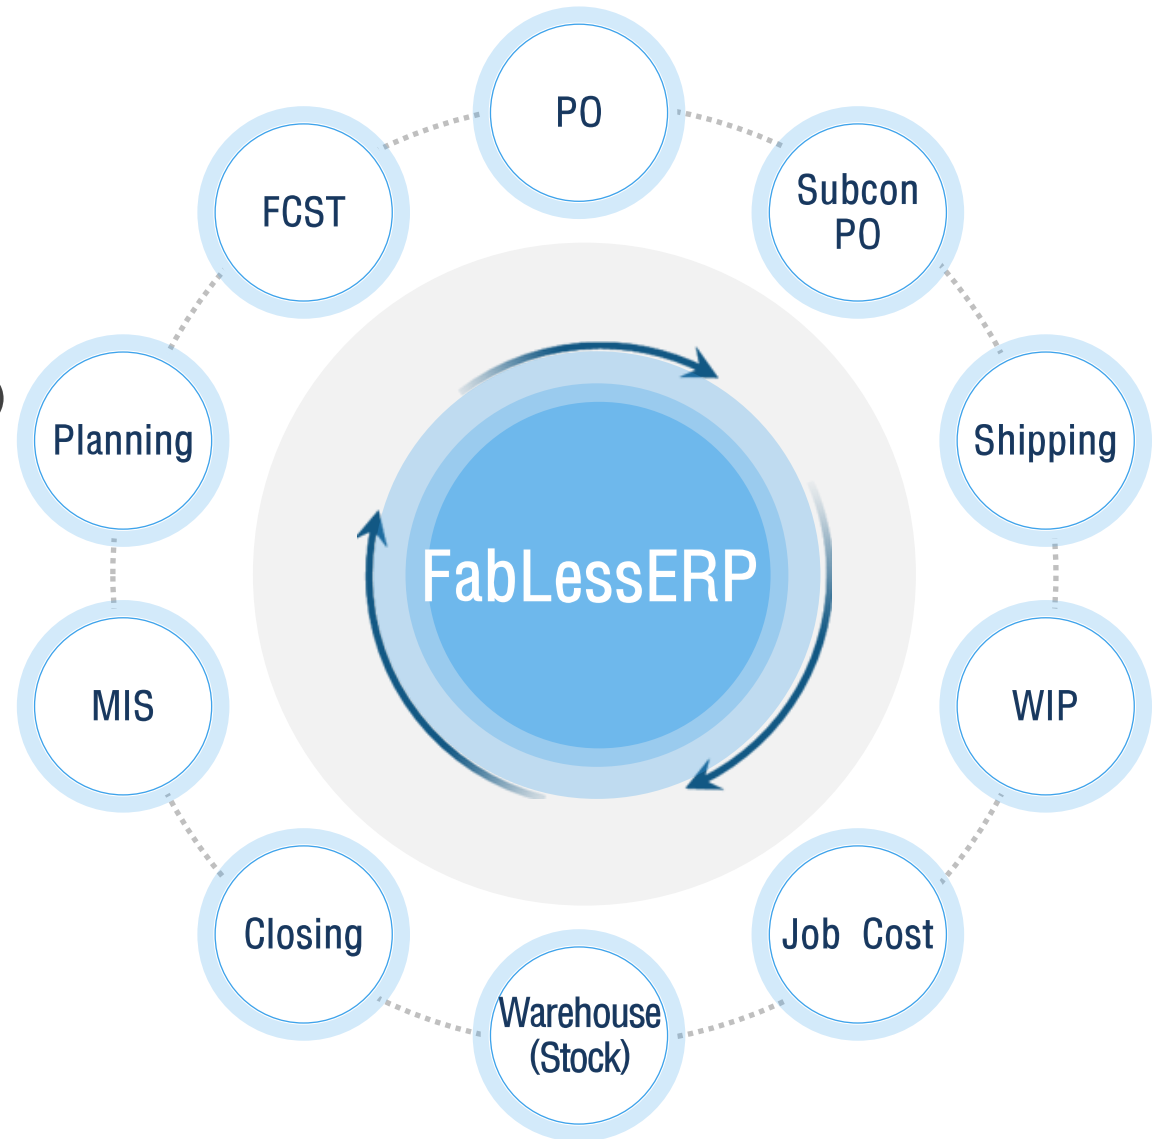 PO
Subcon
PO
Shipping
WIP
Job Cost
Warehouse
(Stock)
Closing
MIS
Planning
FCST
FabLessERP